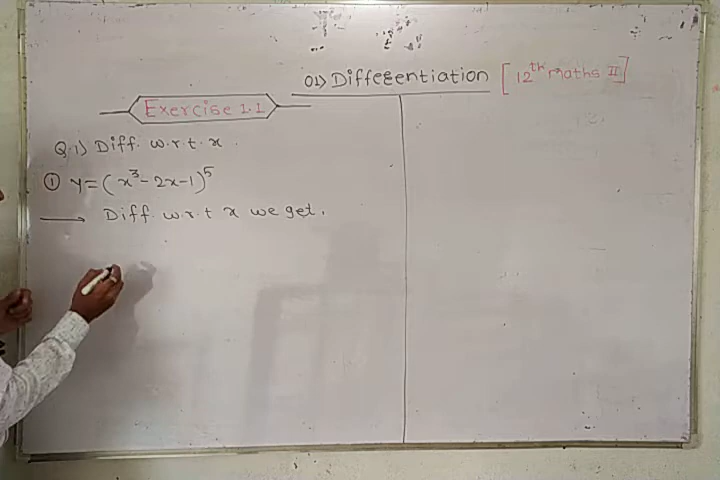 01) Differentiation [12th maths II]
Exercise 1.1
Q.1) Diff. w.r.t. x.
① y=(x³-2x-1)⁵
→ Diff. w.r.t x we get.